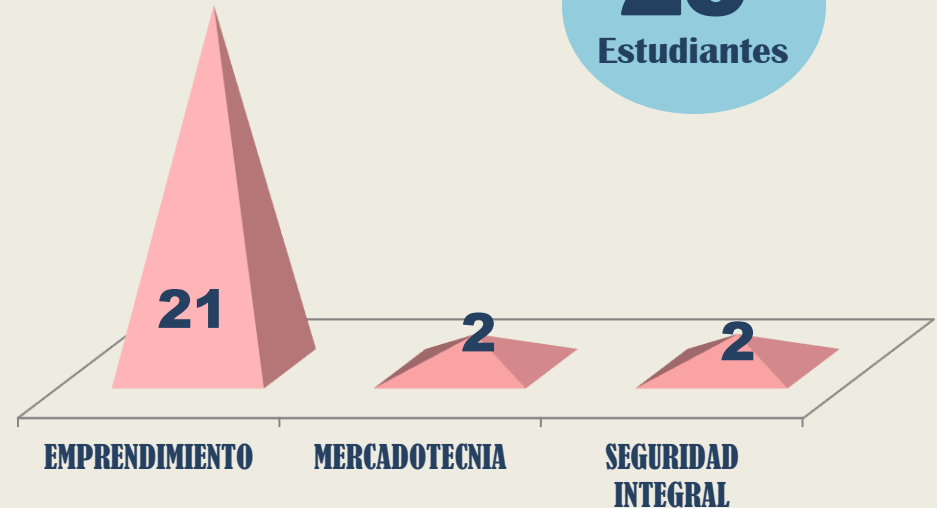 Estudiantes
21
2
2
EMPRENDIMIENTO
MERCADOTECNIA
SEGURIDAD
INTEGRAL